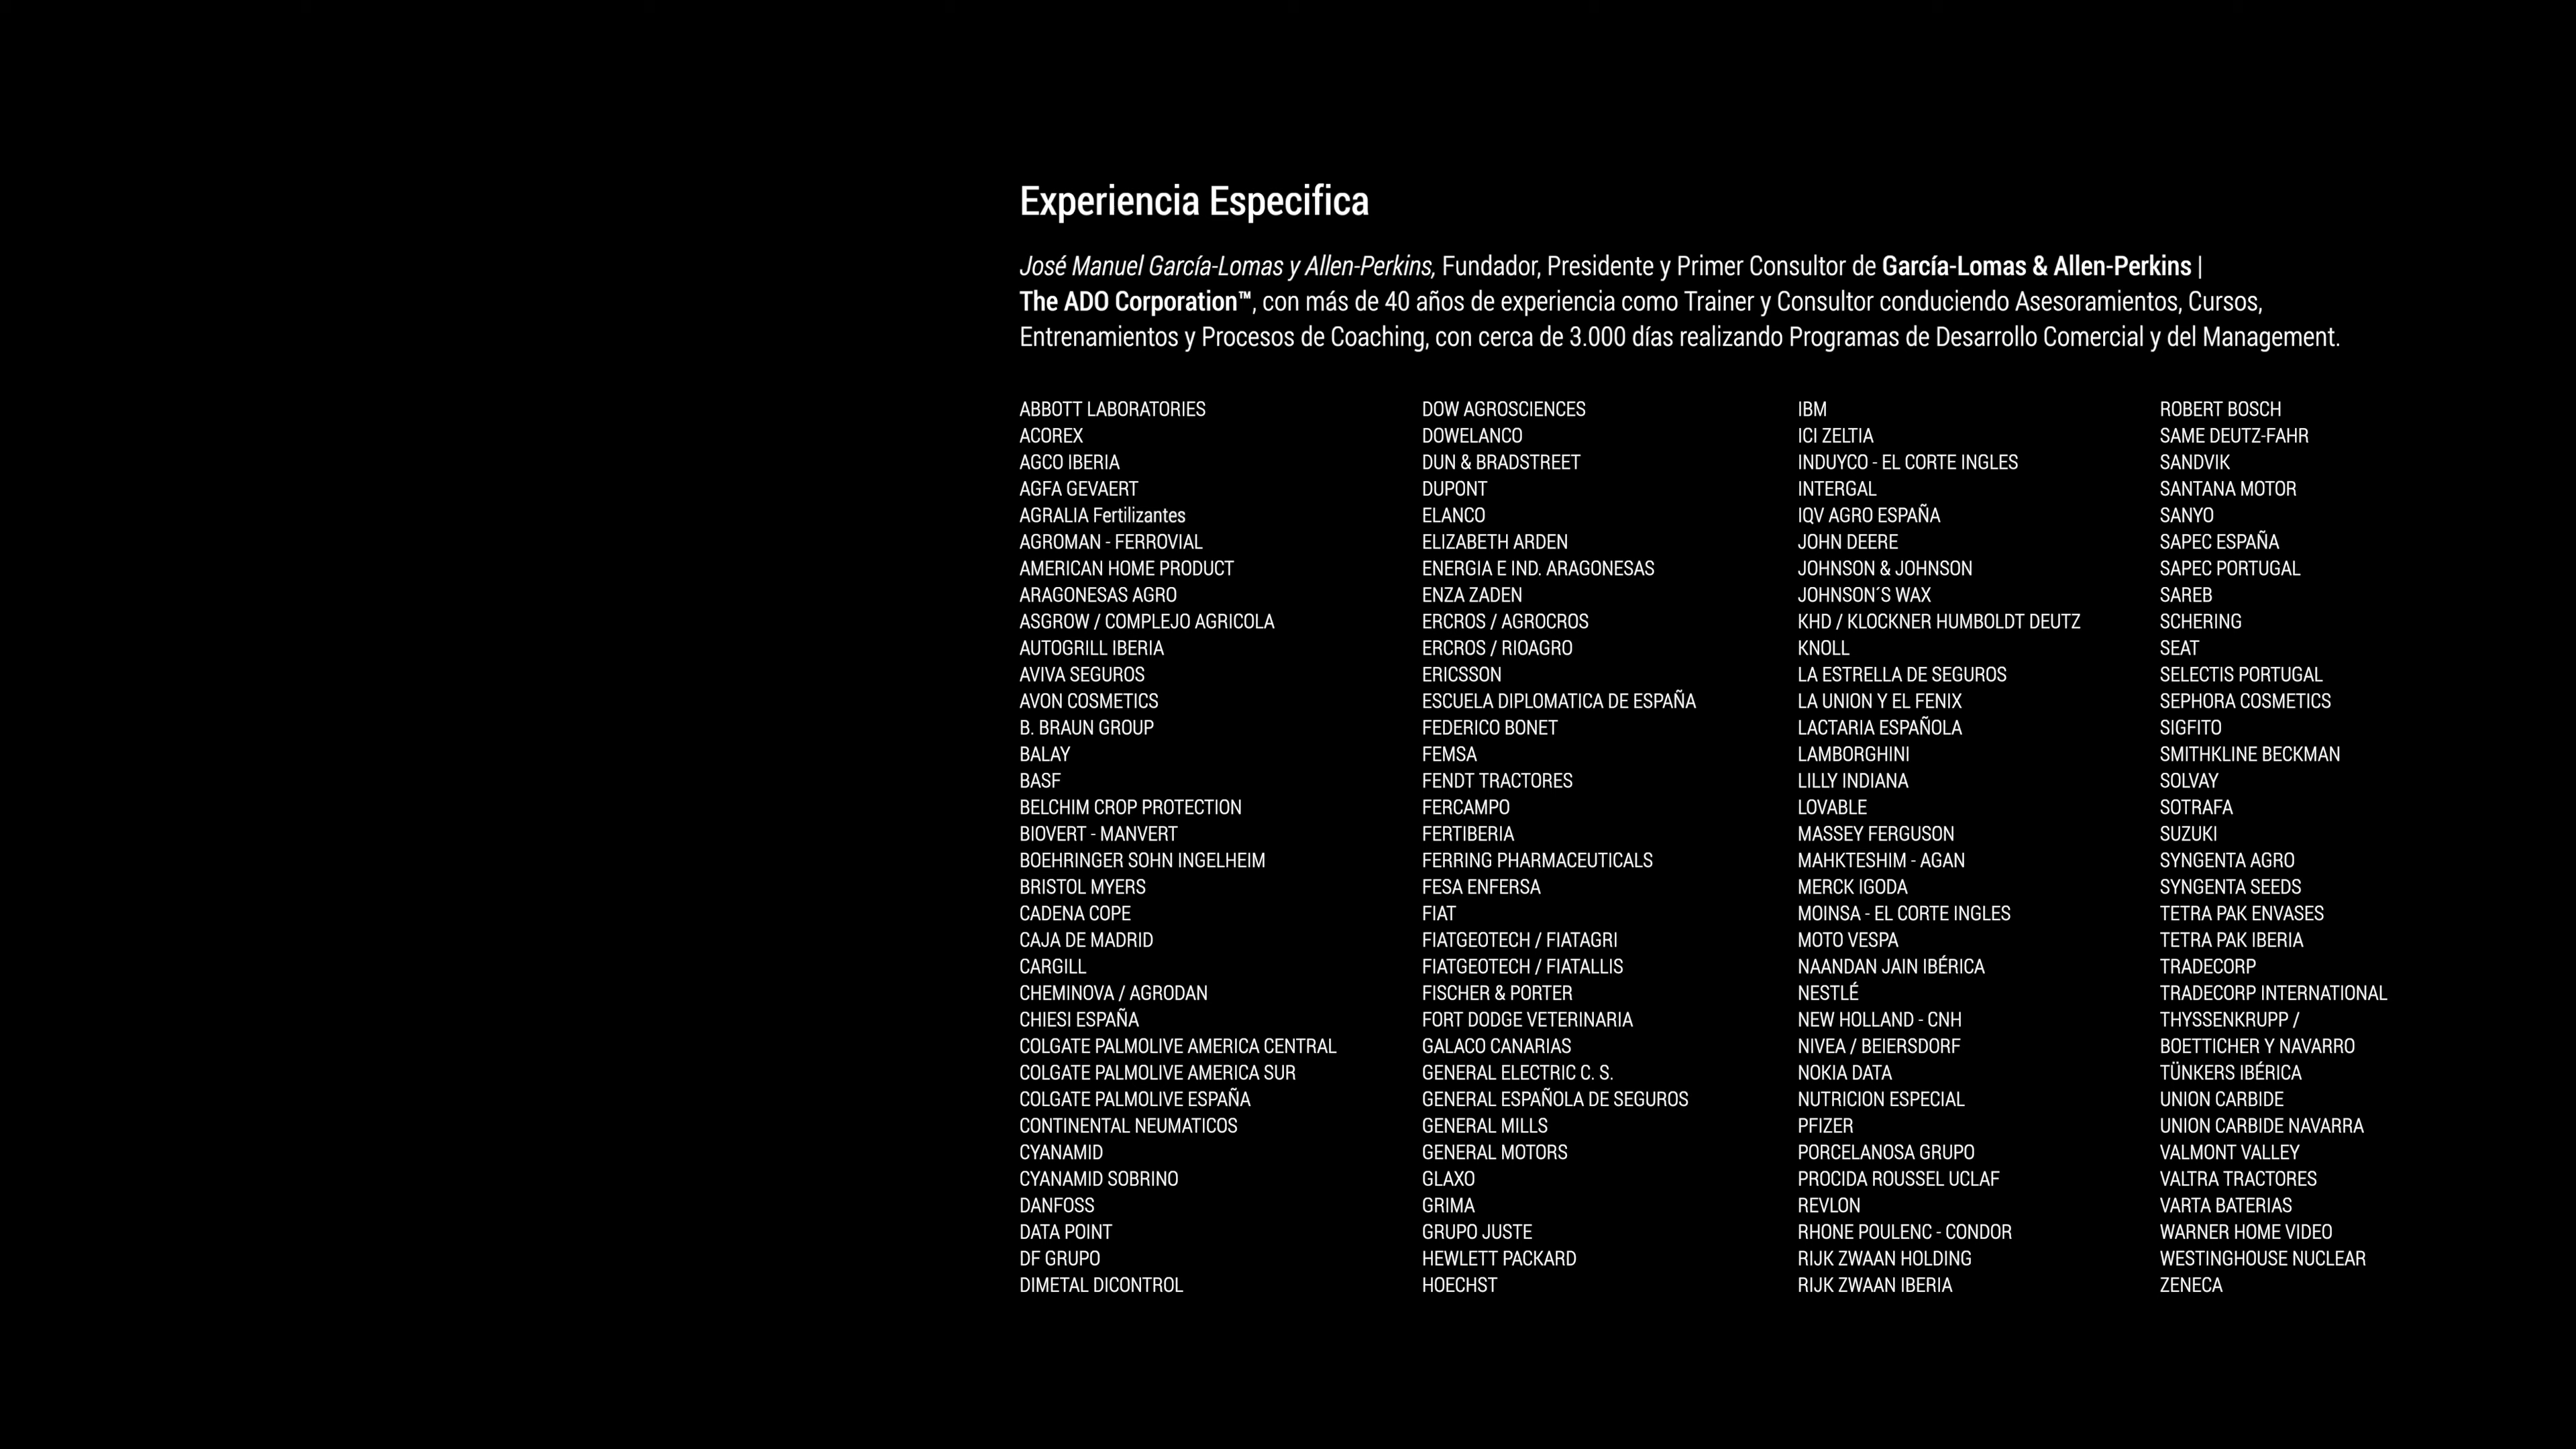 Experiencia Especifica
José Manuel García-Lomas y Allen-Perkins, Fundador, Presidente y Primer Consultor de García-Lomas & Allen-Perkins |
The ADO Corporation™, con más de 40 años de experiencia como Trainer y Consultor conduciendo Asesoramientos, Cursos,
Entrenamientos y Procesos de Coaching, con cerca de 3.000 días realizando Programas de Desarrollo Comercial y del Management.
ABBOTT LABORATORIES
ACOREX
AGCO IBERIA
AGFA GEVAERT
AGRALIA Fertilizantes
AGROMAN - FERROVIAL
AMERICAN HOME PRODUCT
ARAGONESAS AGRO
ASGROW / COMPLEJO AGRICOLA
AUTOGRILL IBERIA
AVIVA SEGUROS
AVON COSMETICS
B. BRAUN GROUP
BALAY
BASF
BELCHIM CROP PROTECTION
BIOVERT - MANVERT
BOEHRINGER SOHN INGELHEIM
BRISTOL MYERS
CADENA COPE
CAJA DE MADRID
CARGILL
CHEMINOVA / AGRODAN
CHIESI ESPAÑA
COLGATE PALMOLIVE AMERICA CENTRAL
COLGATE PALMOLIVE AMERICA SUR
COLGATE PALMOLIVE ESPAÑA
CONTINENTAL NEUMATICOS
CYANAMID
CYANAMID SOBRINO
DANFOSS
DATA POINT
DF GRUPO
DIMETAL DICONTROL
DOW AGROSCIENCES
DOWELANCO
DUN & BRADSTREET
DUPONT
ELANCO
ELIZABETH ARDEN
ENERGIA E IND. ARAGONESAS
ENZA ZADEN
ERCROS / AGROCROS
ERCROS / RIOAGRO
ERICSSON
ESCUELA DIPLOMATICA DE ESPAÑA
FEDERICO BONET
FEMSA
FENDT TRACTORES
FERCAMPO
FERTIBERIA
FERRING PHARMACEUTICALS
FESA ENFERSA
FIAT
FIATGEOTECH / FIATAGRI
FIATGEOTECH / FIATALLIS
FISCHER & PORTER
FORT DODGE VETERINARIA
GALACO CANARIAS
GENERAL ELECTRIC C. S.
GENERAL ESPAÑOLA DE SEGUROS
GENERAL MILLS
GENERAL MOTORS
GLAXO
GRIMA
GRUPO JUSTE
HEWLETT PACKARD
HOECHST
IBM
ICI ZELTIA
INDUYCO - EL CORTE INGLES
INTERGAL
IQV AGRO ESPAÑA
JOHN DEERE
JOHNSON & JOHNSON
JOHNSON´S WAX
KHD / KLOCKNER HUMBOLDT DEUTZ
KNOLL
LA ESTRELLA DE SEGUROS
LA UNION Y EL FENIX
LACTARIA ESPAÑOLA
LAMBORGHINI
LILLY INDIANA
LOVABLE
MASSEY FERGUSON
MAHKTESHIM - AGAN
MERCK IGODA
MOINSA - EL CORTE INGLES
MOTO VESPA
NAANDAN JAIN IBÉRICA
NESTLÉ
NEW HOLLAND - CNH
NIVEA / BEIERSDORF
NOKIA DATA
NUTRICION ESPECIAL
PFIZER
PORCELANOSA GRUPO
PROCIDA ROUSSEL UCLAF
REVLON
RHONE POULENC - CONDOR
RIJK ZWAAN HOLDING
RIJK ZWAAN IBERIA
ROBERT BOSCH
SAME DEUTZ-FAHR
SANDVIK
SANTANA MOTOR
SANYO
SAPEC ESPAÑA
SAPEC PORTUGAL
SAREB
SCHERING
SEAT
SELECTIS PORTUGAL
SEPHORA COSMETICS
SIGFITO
SMITHKLINE BECKMAN
SOLVAY
SOTRAFA
SUZUKI
SYNGENTA AGRO
SYNGENTA SEEDS
TETRA PAK ENVASES
TETRA PAK IBERIA
TRADECORP
TRADECORP INTERNATIONAL
THYSSENKRUPP /
BOETTICHER Y NAVARRO
TÜNKERS IBÉRICA
UNION CARBIDE
UNION CARBIDE NAVARRA
VALMONT VALLEY
VALTRA TRACTORES
VARTA BATERIAS
WARNER HOME VIDEO
WESTINGHOUSE NUCLEAR
ZENECA